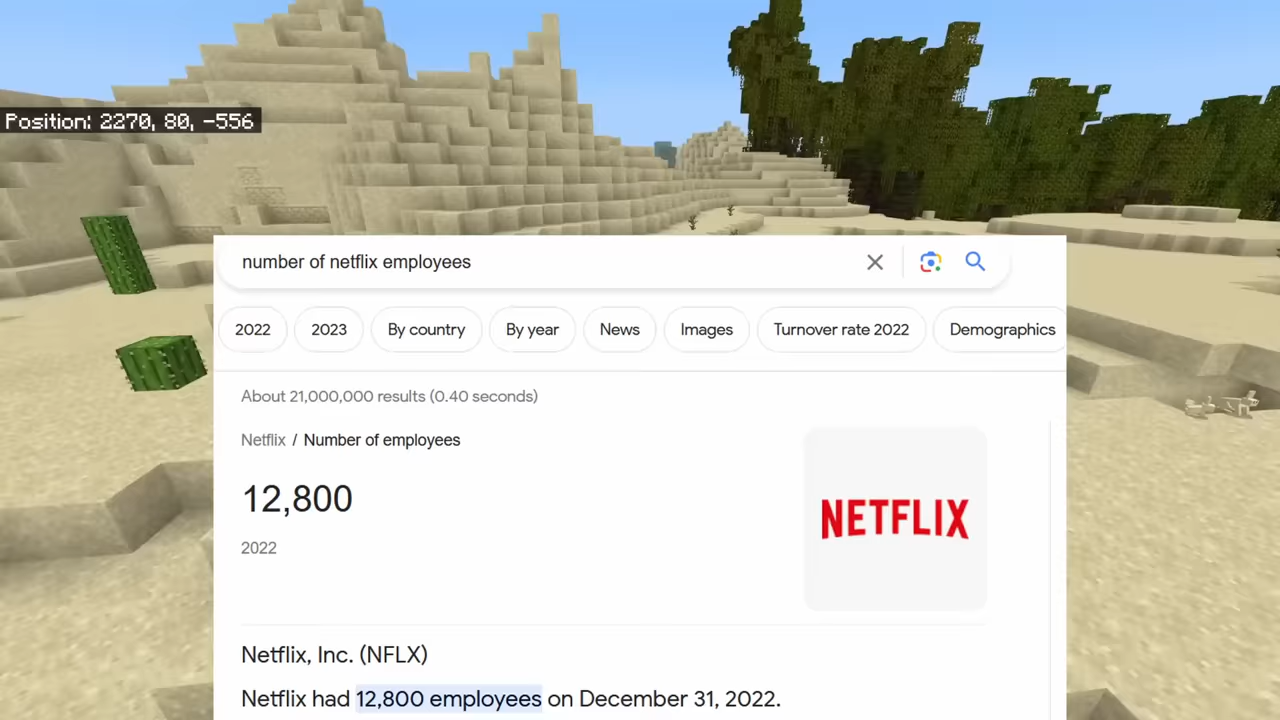 Position: 2270, 80, -556
number of netflix employees
2022 2023 By country By year News Images Turnover rate 2022 Demographics
About 21,000,000 results (0.40 seconds)
Netflix / Number of employees
12,800
2022
NETFLIX
Netflix, Inc. (NFLX)
Netflix had 12,800 employees on December 31, 2022.